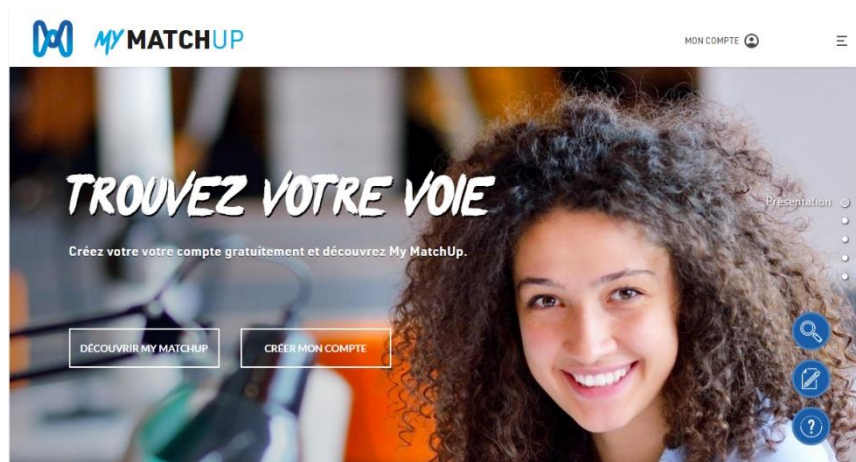 MY MATCHUP
MON COMPTE
TROUVEZ VOTRE VOIE
Présentation
Créez votre votre compte gratuitement et découvrez My MatchUp.
DÉCOUVRIR MY MATCHUP
CRÉER MON COMPTE
?